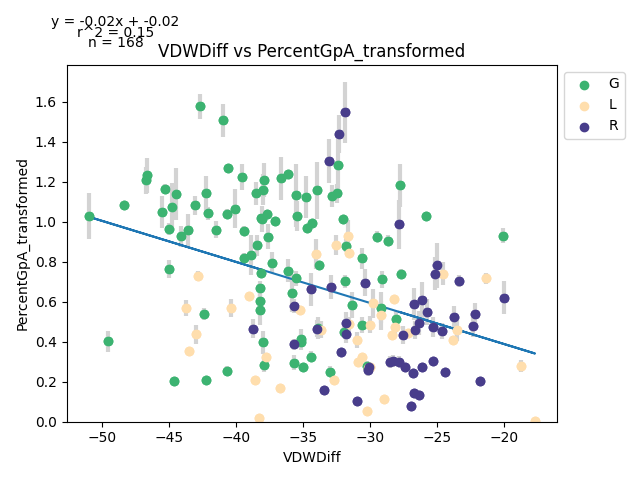 y = -0.02x + -0.02
r^2 = 0.15
n = 168
VDWDiff vs PercentGpA_transformed
G
L
R
1.6
1.4
1.2
1.0
0.8
0.6
0.4
0.2
0.0
PercentGpA_transformed
−50
−45
−40
−35
−30
−25
−20
VDWDiff